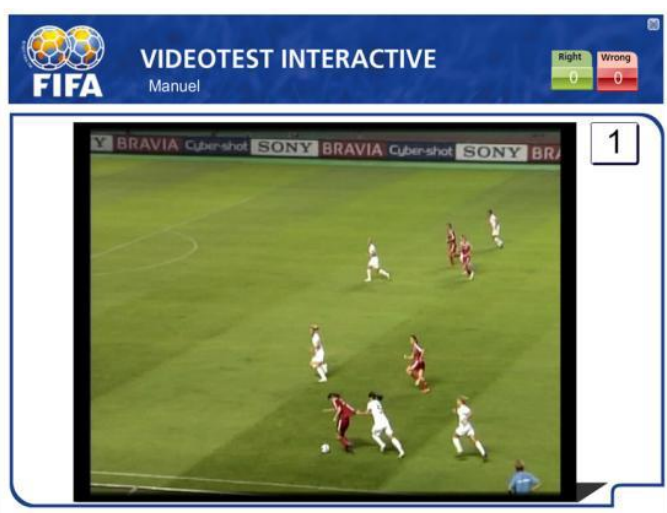 FIFA
VIDEOTEST INTERACTIVE
Manuel
Right
0
Wrong
0
Y BRAVIA Cyber-shot SONY BRAVIA Cyber-shot SONY BRA
1